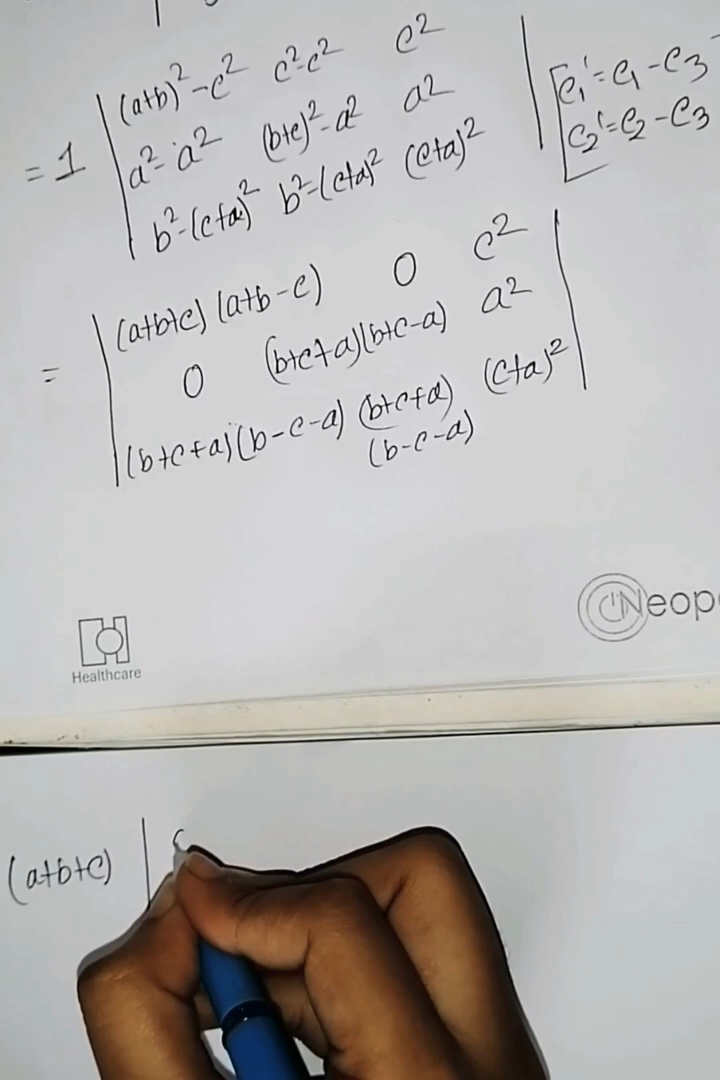 = 1 | (a+b)²-c² c²-c² c² |
a²-a² (b+c)²-a² a²
b²-(c+a)² b²-(c+a)² (c+a)²
[c₁'=c₁-c₃
c₂'=c₂-c₃
= | (a+b+c)(a+b-c) 0 c² |
0 (b+c+a)(b+c-a) a²
(b+c+a)(b-c-a) (b+c+a) (c+a)²
(b-c-a)
Healthcare
Neop
(a+b+c) |